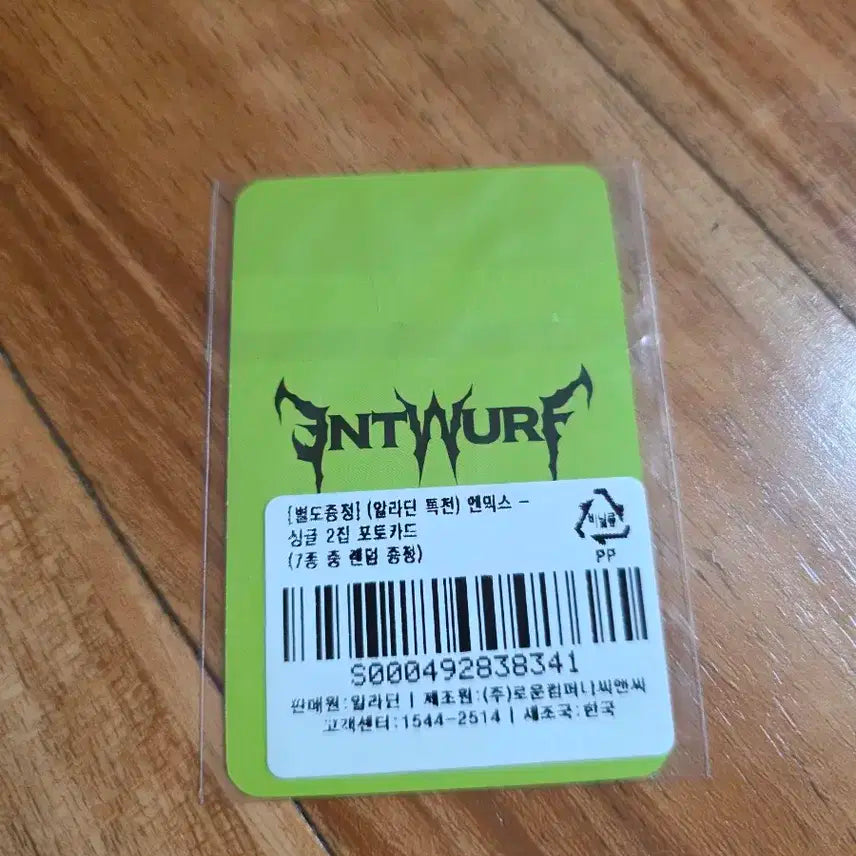 ENTWURF
[별도증정] (알라딘 특전) 엔믹스 -
싱글 2집 포토카드
(7종 중 랜덤 증정)
비닐류
PP
S000492838341
판매원:알라딘 | 제조원:(주)로운컴퍼니씨앤씨
고객센터:1544-2514 | 제조국:한국